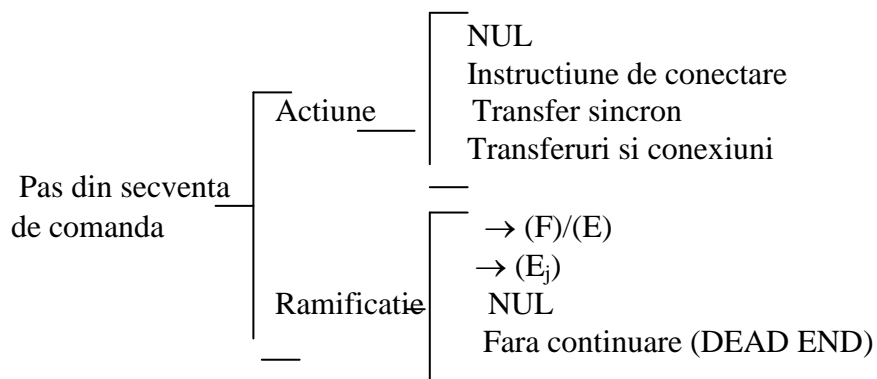 NUL
Instructiune de conectare
Actiune
Transfer sincron
Transferuri si conexiuni
Pas din secventa
de comanda
→ (F)/(E)
→ (Ej)
Ramificatie
NUL
Fara continuare (DEAD END)